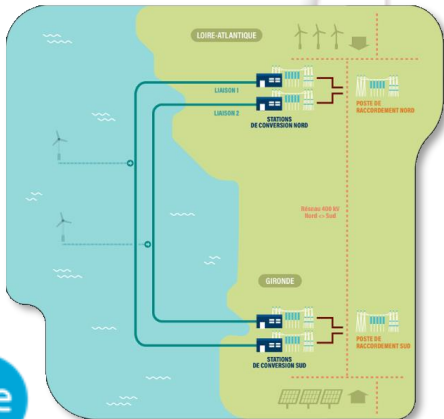 LOIRE-ATLANTIQUE
LIAISON 1
LIAISON 2
STATIONS
DE CONVERSION NORD
POSTE DE
RACCORDEMENT NORD
Réseau 400 kV
Nord <> Sud
GIRONDE
STATIONS
DE CONVERSION SUD
POSTE DE
RACCORDEMENT SUD
e